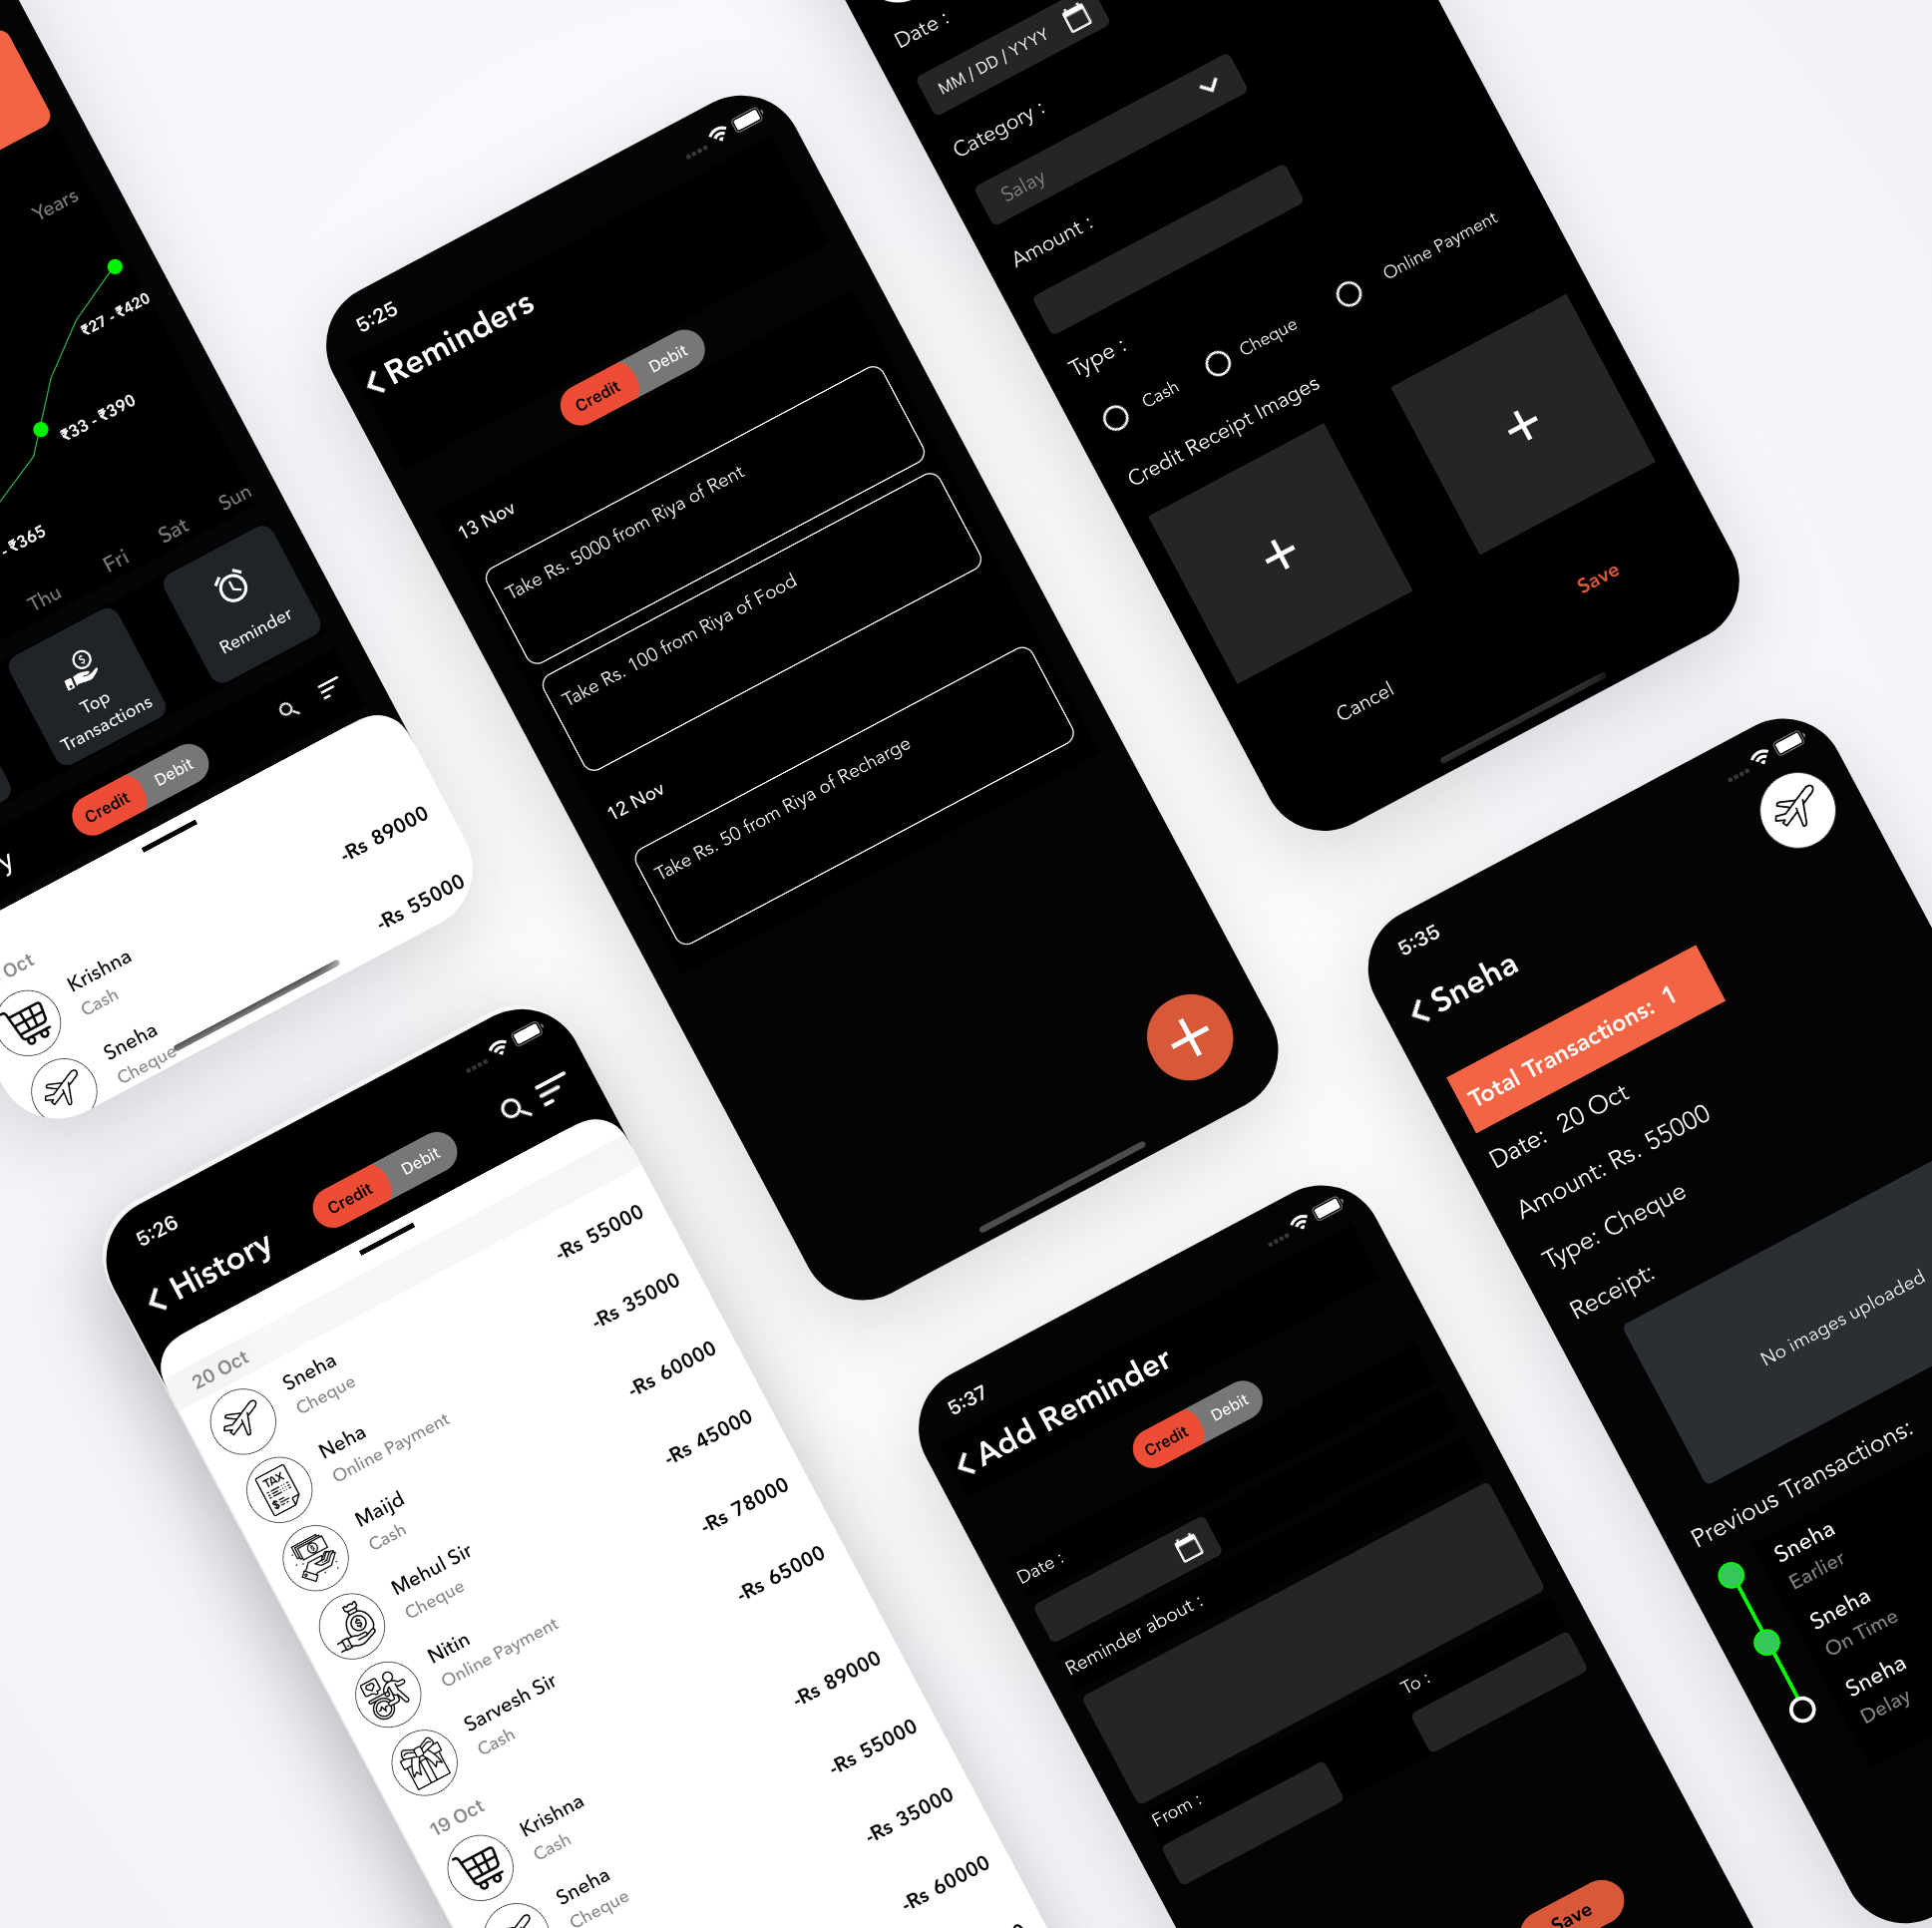 Years
₹27 - ₹420
₹33 - ₹390
- ₹365
Thu
Fri
Sat
Sun
Top
Transactions
Reminder
Credit
Debit
y
Oct
Krishna
Cash
-Rs 89000
Sneha
Cheque
-Rs 55000
5:25
Reminders
Credit
Debit
13 Nov
Take Rs. 5000 from Riya of Rent
Take Rs. 100 from Riya of Food
12 Nov
Take Rs. 50 from Riya of Recharge
Date :
MM / DD / YYYY
Category :
Salay
Amount :
Type :
Cash
Cheque
Online Payment
Credit Receipt Images
Cancel
Save
5:26
History
Credit
Debit
20 Oct
Sneha
Cheque
-Rs 55000
TAX
Neha
Online Payment
-Rs 35000
Maijd
Cash
-Rs 60000
Mehul Sir
Cheque
-Rs 45000
Nitin
Online Payment
-Rs 78000
Sarvesh Sir
Cash
-Rs 65000
19 Oct
Krishna
Cash
-Rs 89000
Sneha
Cheque
-Rs 55000
-Rs 35000
-Rs 60000
5:37
Add Reminder
Credit
Debit
Date :
Reminder about :
From :
To :
Save
5:35
Sneha
Total Transactions: 1
Date: 20 Oct
Amount: Rs. 55000
Type: Cheque
Receipt:
No images uploaded
Previous Transactions:
Sneha
Earlier
Sneha
On Time
Sneha
Delay